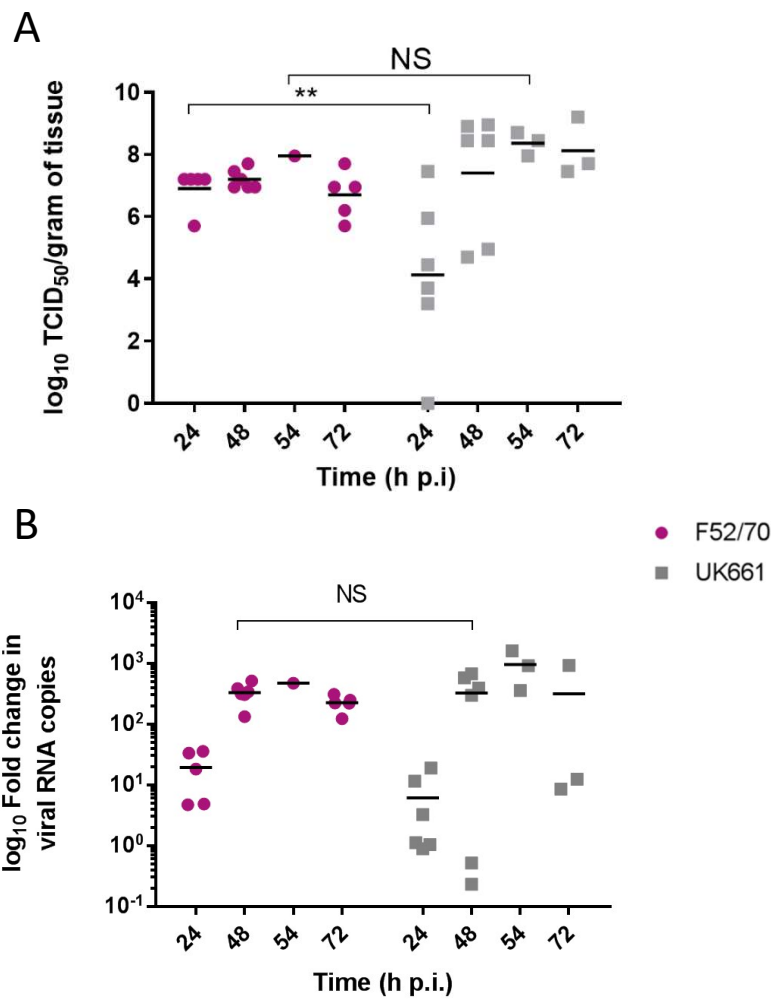 A
NS
**
log10 TCID50/gram of tissue
10
8
6
4
2
0
24 48 54 72 24 48 54 72
Time (h p.i)
B
F52/70
UK661
NS
log10 Fold change in
viral RNA copies
10^4
10^3
10^2
10^1
10^0
10^-1
24 48 54 72 24 48 54 72
Time (h p.i.)